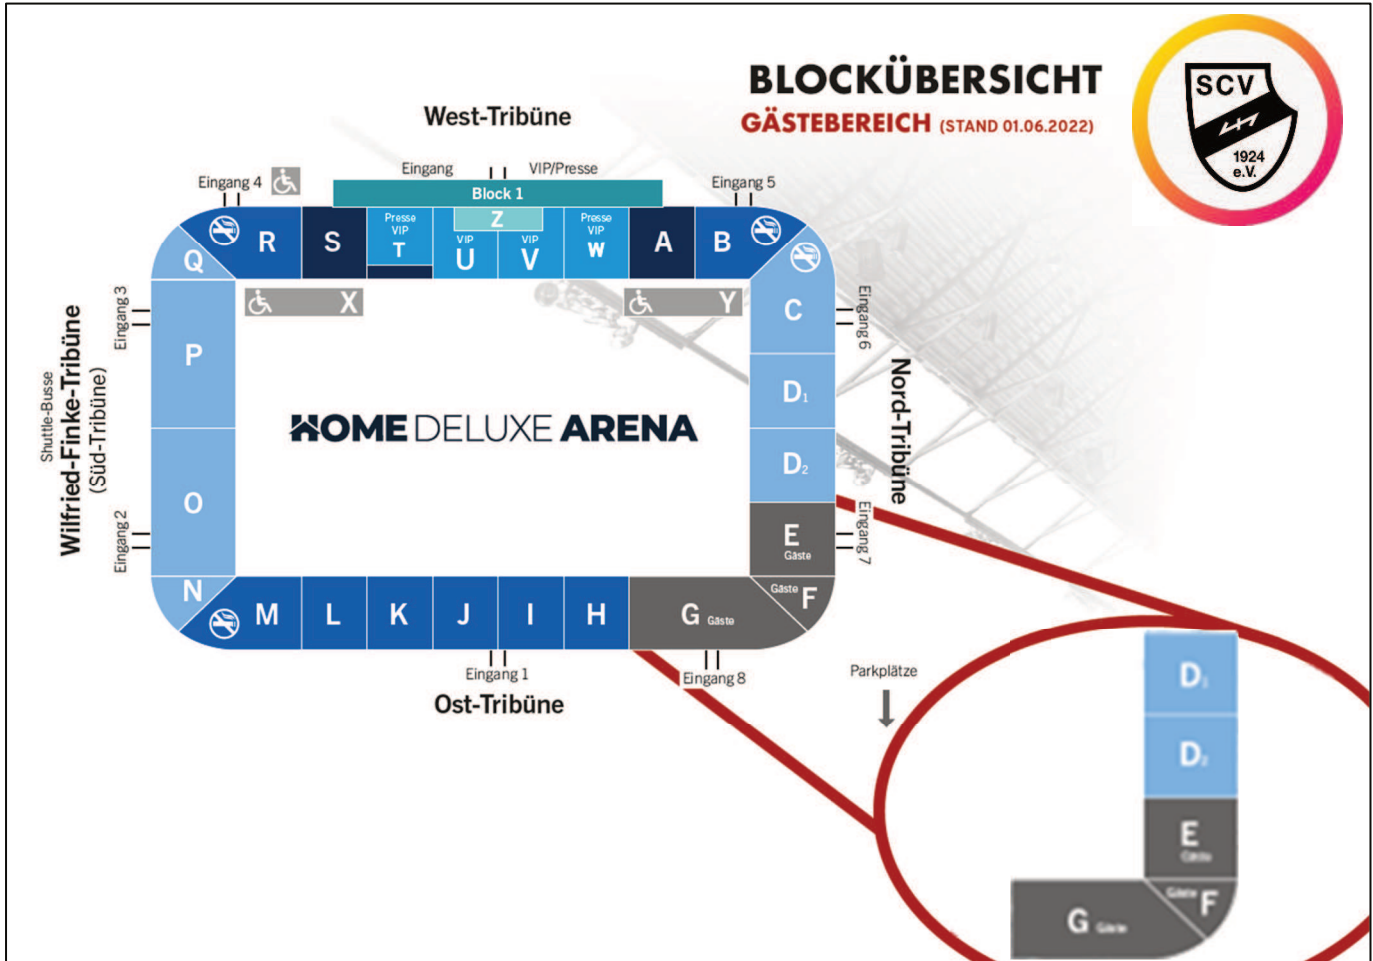 BLOCKÜBERSICHT
GÄSTEBEREICH (STAND 01.06.2022)
SCV
1924
e.V.
West-Tribüne
Eingang
VIP/Presse
Eingang 4
Eingang 5
Block 1
R
S
Presse
VIP
T
Z
VIP
U
VIP
V
Presse
VIP
W
A
B
Q
C
X
Y
Eingang 3
Eingang 6
P
D1
Shuttle-Busse
Wilfried-Finke-Tribüne
(Süd-Tribüne)
HOME DELUXE ARENA
Nord-Tribüne
D2
O
Eingang 2
E
Gäste
Eingang 7
N
Gäste F
M
L
K
J
I
H
G Gäste
Eingang 1
Eingang 8
Ost-Tribüne
Parkplätze
D1
D2
E
Gäste
Gäste F
G Gäste